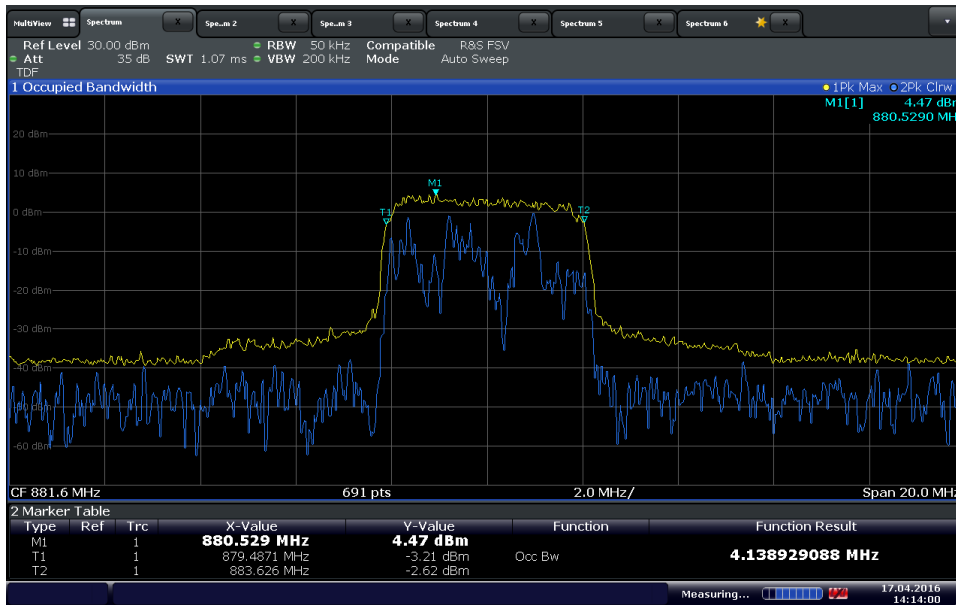 MultiView Spectrum X Spe...m 2 X Spe...m 3 X Spectrum 4 X Spectrum 5 X Spectrum 6 X
Ref Level 30.00 dBm RBW 50 kHz Compatible R&S FSV
Att 35 dB SWT 1.07 ms VBW 200 kHz Mode Auto Sweep
TDF
1 Occupied Bandwidth 1Pk Max 2Pk Clrw
M1[1] 4.47 dBm
880.5290 MH
20 dBm
10 dBm
M1
0 dBm T1 T2
-10 dBm
-20 dBm
-30 dBm
-40 dBm
-50 dBm
-60 dBm
CF 881.6 MHz 691 pts 2.0 MHz/ Span 20.0 MHz
2 Marker Table
Type Ref Trc X-Value Y-Value Function Function Result
M1 1 880.529 MHz 4.47 dBm
T1 1 879.4871 MHz -3.21 dBm Occ Bw 4.138929088 MHz
T2 1 883.626 MHz -2.62 dBm
Measuring... 17.04.2016
14:14:00